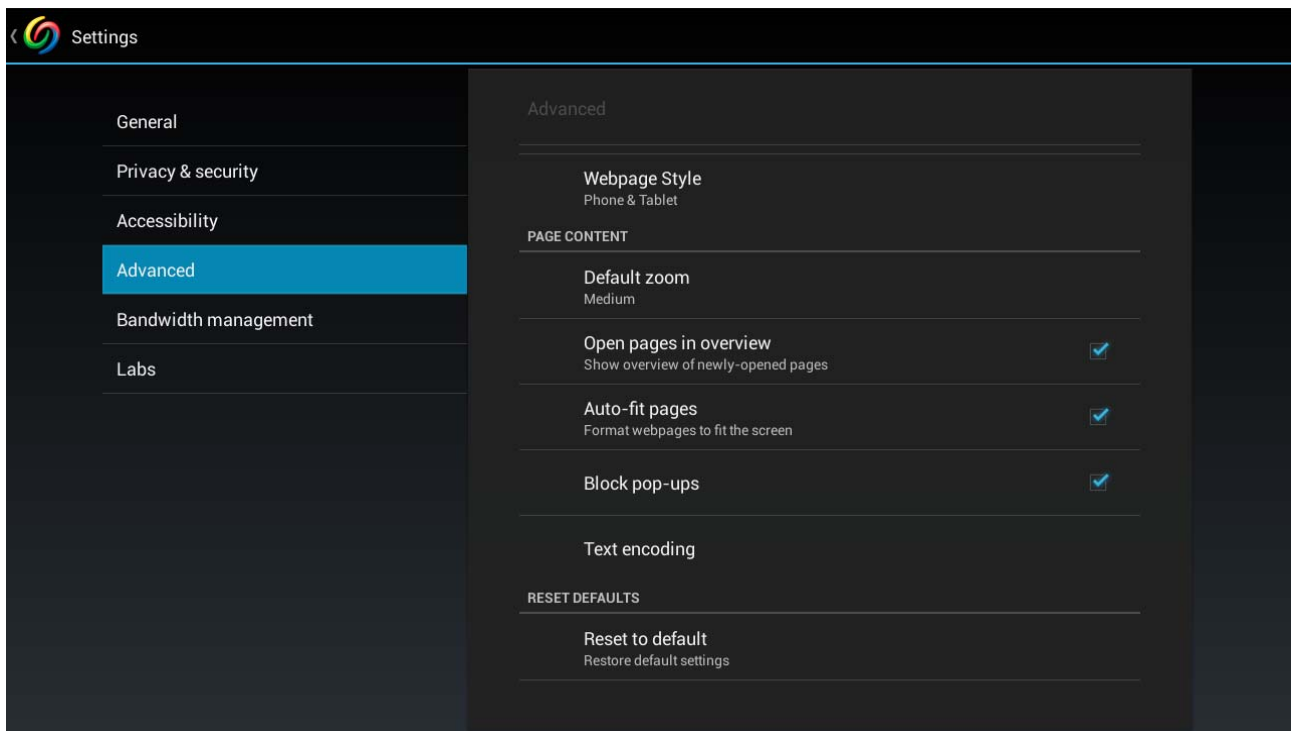 Settings
General
Privacy & security
Accessibility
Advanced
Bandwidth management
Labs
Advanced
Webpage Style
Phone & Tablet
PAGE CONTENT
Default zoom
Medium
Open pages in overview
Show overview of newly-opened pages
Auto-fit pages
Format webpages to fit the screen
Block pop-ups
Text encoding
RESET DEFAULTS
Reset to default
Restore default settings